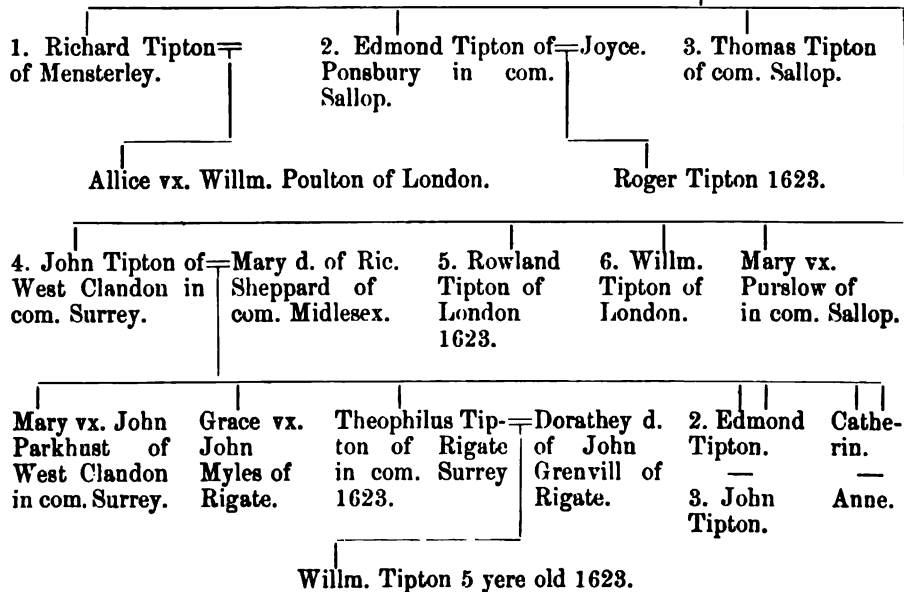 1. Richard Tipton
of Mensterley.
2. Edmond Tipton of
Ponsbury in com.
Sallop.
Joyce.
3. Thomas Tipton
of com. Sallop.
Allice vx. Willm. Poulton of London.
Roger Tipton 1623.
4. John Tipton of
West Clandon in
com. Surrey.
Mary d. of Ric.
Sheppard of
com. Midlesex.
5. Rowland
Tipton of
London
1623.
6. Willm.
Tipton of
London.
Mary vx.
Purslow of
in com. Sallop.
Mary vx. John
Parkhust of
West Clandon
in com. Surrey.
Grace vx.
John
Myles of
Rigate.
Theophilus Tip-
ton of Rigate
in com. Surrey
1623.
Dorathey d.
of John
Grenvill of
Rigate.
2. Edmond
Tipton.
—
3. John
Tipton.
Cathe-
rin.
—
Anne.
Willm. Tipton 5 yere old 1623.